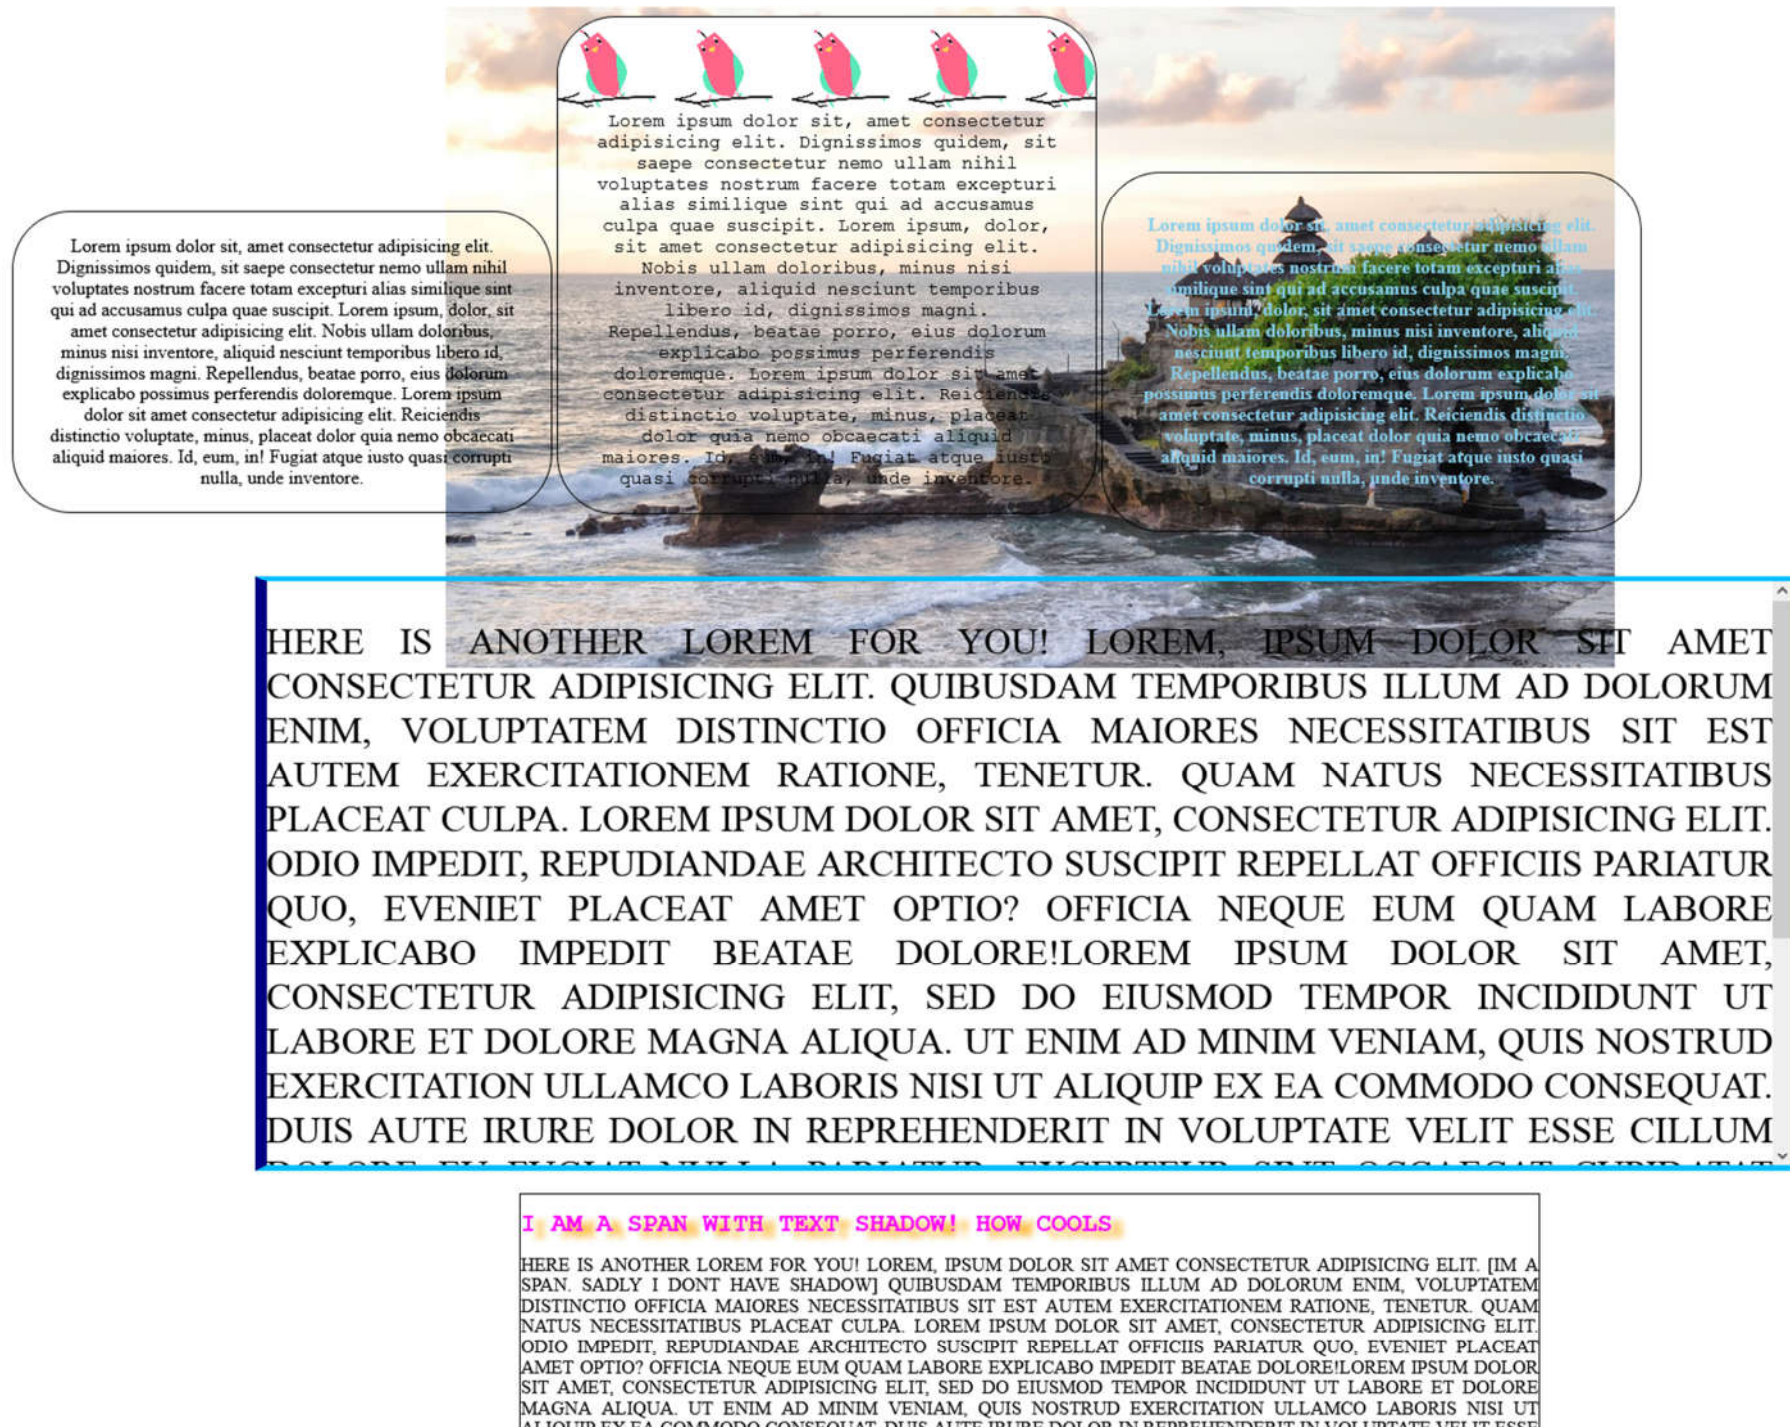 Lorem ipsum dolor sit, amet consectetur adipisicing elit.
Dignissimos quidem, sit saepe consectetur nemo ullam nihil
voluptates nostrum facere totam excepturi alias similique sint
qui ad accusamus culpa quae suscipit. Lorem ipsum, dolor, sit
amet consectetur adipisicing elit. Nobis ullam doloribus,
minus nisi inventore, aliquid nesciunt temporibus libero id,
dignissimos magni. Repellendus, beatae porro, eius dolorum
explicabo possimus perferendis doloremque. Lorem ipsum
dolor sit amet consectetur adipisicing elit. Reiciendis
distinctio voluptate, minus, placeat dolor quia nemo obcaecati
aliquid maiores. Id, eum, in! Fugiat atque iusto quasi corrupti
nulla, unde inventore.
Lorem ipsum dolor sit, amet consectetur
adipisicing elit. Dignissimos quidem, sit
saepe consectetur nemo ullam nihil
voluptates nostrum facere totam excepturi
alias similique sint qui ad accusamus
culpa quae suscipit. Lorem ipsum, dolor,
sit amet consectetur adipisicing elit.
Nobis ullam doloribus, minus nisi
inventore, aliquid nesciunt temporibus
libero id, dignissimos magni.
Repellendus, beatae porro, eius dolorum
explicabo possimus perferendis
doloremque. Lorem ipsum dolor sit amet
consectetur adipisicing elit. Reiciendis
distinctio voluptate, minus, placeat
dolor quia nemo obcaecati aliquid
maiores. Id, eum, in! Fugiat atque iusto
quasi corrupti nulla, unde inventore.
Lorem ipsum dolor sit, amet consectetur adipisicing elit.
Dignissimos quidem, sit saepe consectetur nemo ullam
nihil voluptates nostrum facere totam excepturi alias
similique sint qui ad accusamus culpa quae suscipit.
Lorem ipsum, dolor, sit amet consectetur adipisicing elit.
Nobis ullam doloribus, minus nisi inventore, aliquid
nesciunt temporibus libero id, dignissimos magni.
Repellendus, beatae porro, eius dolorum explicabo
possimus perferendis doloremque. Lorem ipsum dolor sit
amet consectetur adipisicing elit. Reiciendis distinctio
voluptate, minus, placeat dolor quia nemo obcaecati
aliquid maiores. Id, eum, in! Fugiat atque iusto quasi
corrupti nulla, unde inventore.
HERE IS ANOTHER LOREM FOR YOU! LOREM, IPSUM DOLOR SIT AMET
CONSECTETUR ADIPISICING ELIT. QUIBUSDAM TEMPORIBUS ILLUM AD DOLORUM
ENIM, VOLUPTATEM DISTINCTIO OFFICIA MAIORES NECESSITATIBUS SIT EST
AUTEM EXERCITATIONEM RATIONE, TENETUR. QUAM NATUS NECESSITATIBUS
PLACEAT CULPA. LOREM IPSUM DOLOR SIT AMET, CONSECTETUR ADIPISICING ELIT.
ODIO IMPEDIT, REPUDIANDAE ARCHITECTO SUSCIPIT REPELLAT OFFICIIS PARIATUR
QUO, EVENIET PLACEAT AMET OPTIO? OFFICIA NEQUE EUM QUAM LABORE
EXPLICABO IMPEDIT BEATAE DOLORE!LOREM IPSUM DOLOR SIT AMET,
CONSECTETUR ADIPISICING ELIT, SED DO EIUSMOD TEMPOR INCIDIDUNT UT
LABORE ET DOLORE MAGNA ALIQUA. UT ENIM AD MINIM VENIAM, QUIS NOSTRUD
EXERCITATION ULLAMCO LABORIS NISI UT ALIQUIP EX EA COMMODO CONSEQUAT.
DUIS AUTE IRURE DOLOR IN REPREHENDERIT IN VOLUPTATE VELIT ESSE CILLUM
I AM A SPAN WITH TEXT SHADOW! HOW COOLS
HERE IS ANOTHER LOREM FOR YOU! LOREM, IPSUM DOLOR SIT AMET CONSECTETUR ADIPISICING ELIT. [IM A
SPAN. SADLY I DONT HAVE SHADOW] QUIBUSDAM TEMPORIBUS ILLUM AD DOLORUM ENIM, VOLUPTATEM
DISTINCTIO OFFICIA MAIORES NECESSITATIBUS SIT EST AUTEM EXERCITATIONEM RATIONE, TENETUR. QUAM
NATUS NECESSITATIBUS PLACEAT CULPA. LOREM IPSUM DOLOR SIT AMET, CONSECTETUR ADIPISICING ELIT.
ODIO IMPEDIT, REPUDIANDAE ARCHITECTO SUSCIPIT REPELLAT OFFICIIS PARIATUR QUO, EVENIET PLACEAT
AMET OPTIO? OFFICIA NEQUE EUM QUAM LABORE EXPLICABO IMPEDIT BEATAE DOLORE!LOREM IPSUM DOLOR
SIT AMET, CONSECTETUR ADIPISICING ELIT, SED DO EIUSMOD TEMPOR INCIDIDUNT UT LABORE ET DOLORE
MAGNA ALIQUA. UT ENIM AD MINIM VENIAM, QUIS NOSTRUD EXERCITATION ULLAMCO LABORIS NISI UT
ALIQUIP EX EA COMMODO CONSEQUAT. DUIS AUTE IRURE DOLOR IN REPREHENDERIT IN VOLUPTATE VELIT ESSE